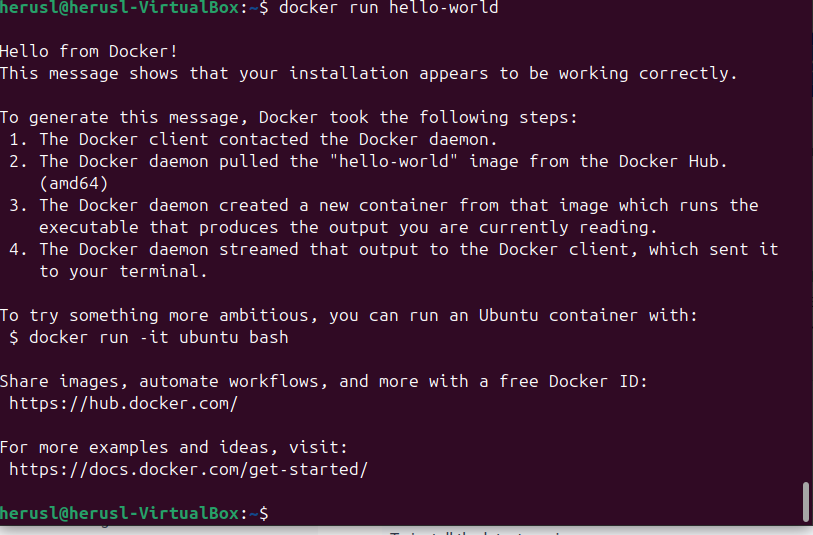 herusl@herusl-VirtualBox:~$ docker run hello-world
Hello from Docker!
This message shows that your installation appears to be working correctly.
To generate this message, Docker took the following steps:
1. The Docker client contacted the Docker daemon.
2. The Docker daemon pulled the "hello-world" image from the Docker Hub.
(amd64)
3. The Docker daemon created a new container from that image which runs the
executable that produces the output you are currently reading.
4. The Docker daemon streamed that output to the Docker client, which sent it
to your terminal.
To try something more ambitious, you can run an Ubuntu container with:
$ docker run -it ubuntu bash
Share images, automate workflows, and more with a free Docker ID:
https://hub.docker.com/
For more examples and ideas, visit:
https://docs.docker.com/get-started/
herusl@herusl-VirtualBox:~$